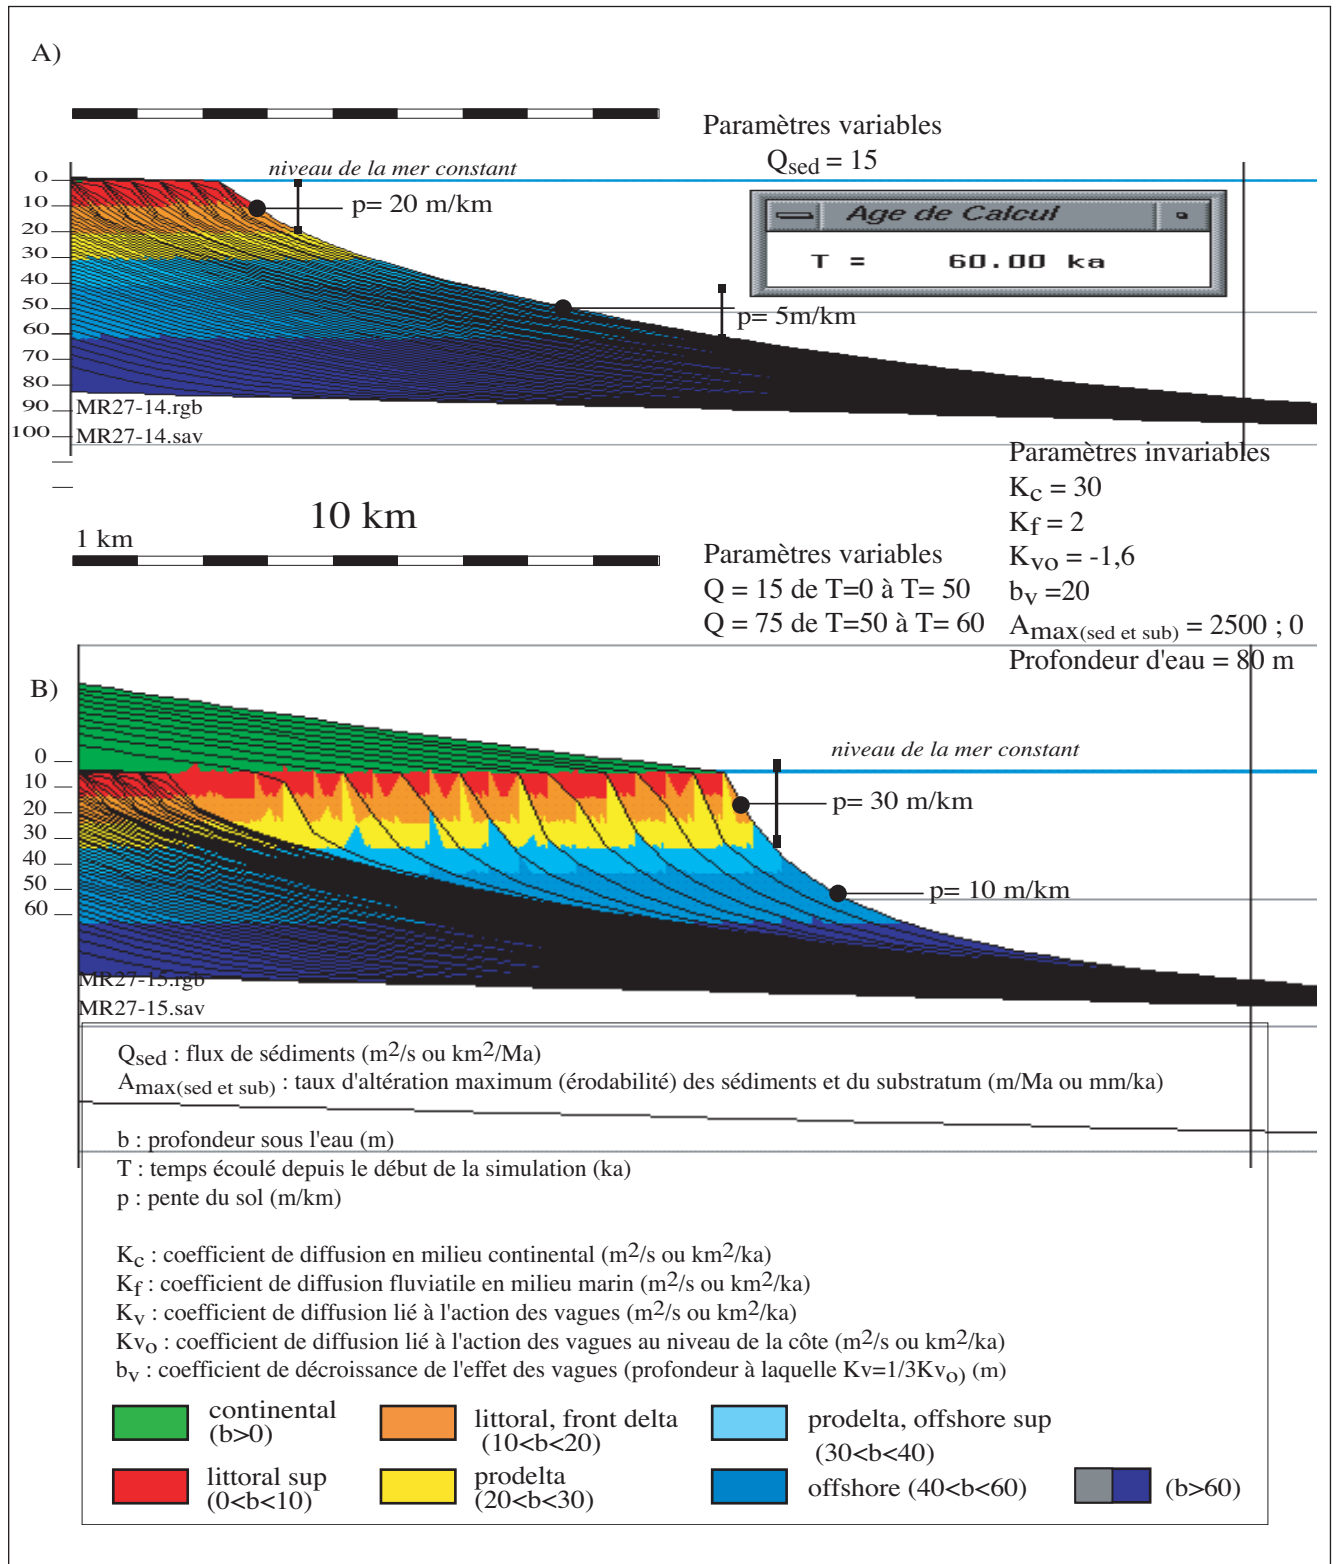 A)
Paramètres variables
Qsed = 15
niveau de la mer constant
p= 20 m/km
Age de Calcul
T = 60.00 ka
p= 5m/km
0
10
20
30
40
50
60
70
80
90
100
MR27-14.rgb
MR27-14.sav
Paramètres invariables
Kc = 30
Kf = 2
Kvo = -1,6
bv =20
Amax(sed et sub) = 2500 ; 0
Profondeur d'eau = 80 m
10 km
1 km
Paramètres variables
Q = 15 de T=0 à T= 50
Q = 75 de T=50 à T= 60
B)
niveau de la mer constant
p= 30 m/km
p= 10 m/km
0
10
20
30
40
50
60
MR27-15.rgb
MR27-15.sav
Qsed : flux de sédiments (m2/s ou km2/Ma)
Amax(sed et sub) : taux d'altération maximum (érodabilité) des sédiments et du substratum (m/Ma ou mm/ka)
b : profondeur sous l'eau (m)
T : temps écoulé depuis le début de la simulation (ka)
p : pente du sol (m/km)
Kc : coefficient de diffusion en milieu continental (m2/s ou km2/ka)
Kf : coefficient de diffusion fluviatile en milieu marin (m2/s ou km2/ka)
Kv : coefficient de diffusion lié à l'action des vagues (m2/s ou km2/ka)
Kvo : coefficient de diffusion lié à l'action des vagues au niveau de la côte (m2/s ou km2/ka)
bv : coefficient de décroissance de l'effet des vagues (profondeur à laquelle Kv=1/3Kvo) (m)
continental
(b>0)
littoral, front delta
(10<b<20)
prodelta, offshore sup
(30<b<40)
littoral sup
(0<b<10)
prodelta
(20<b<30)
offshore (40<b<60)
(b>60)